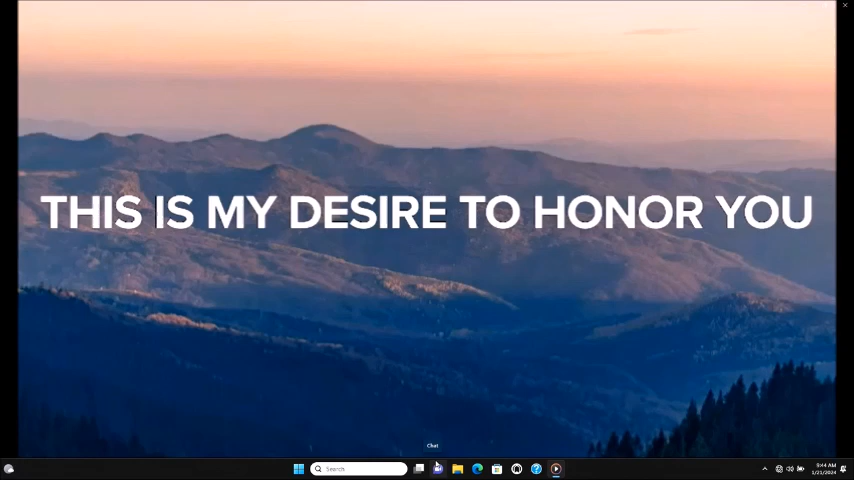 THIS IS MY DESIRE TO HONOR YOU
Chat
Search
9:44 AM
1/21/2024